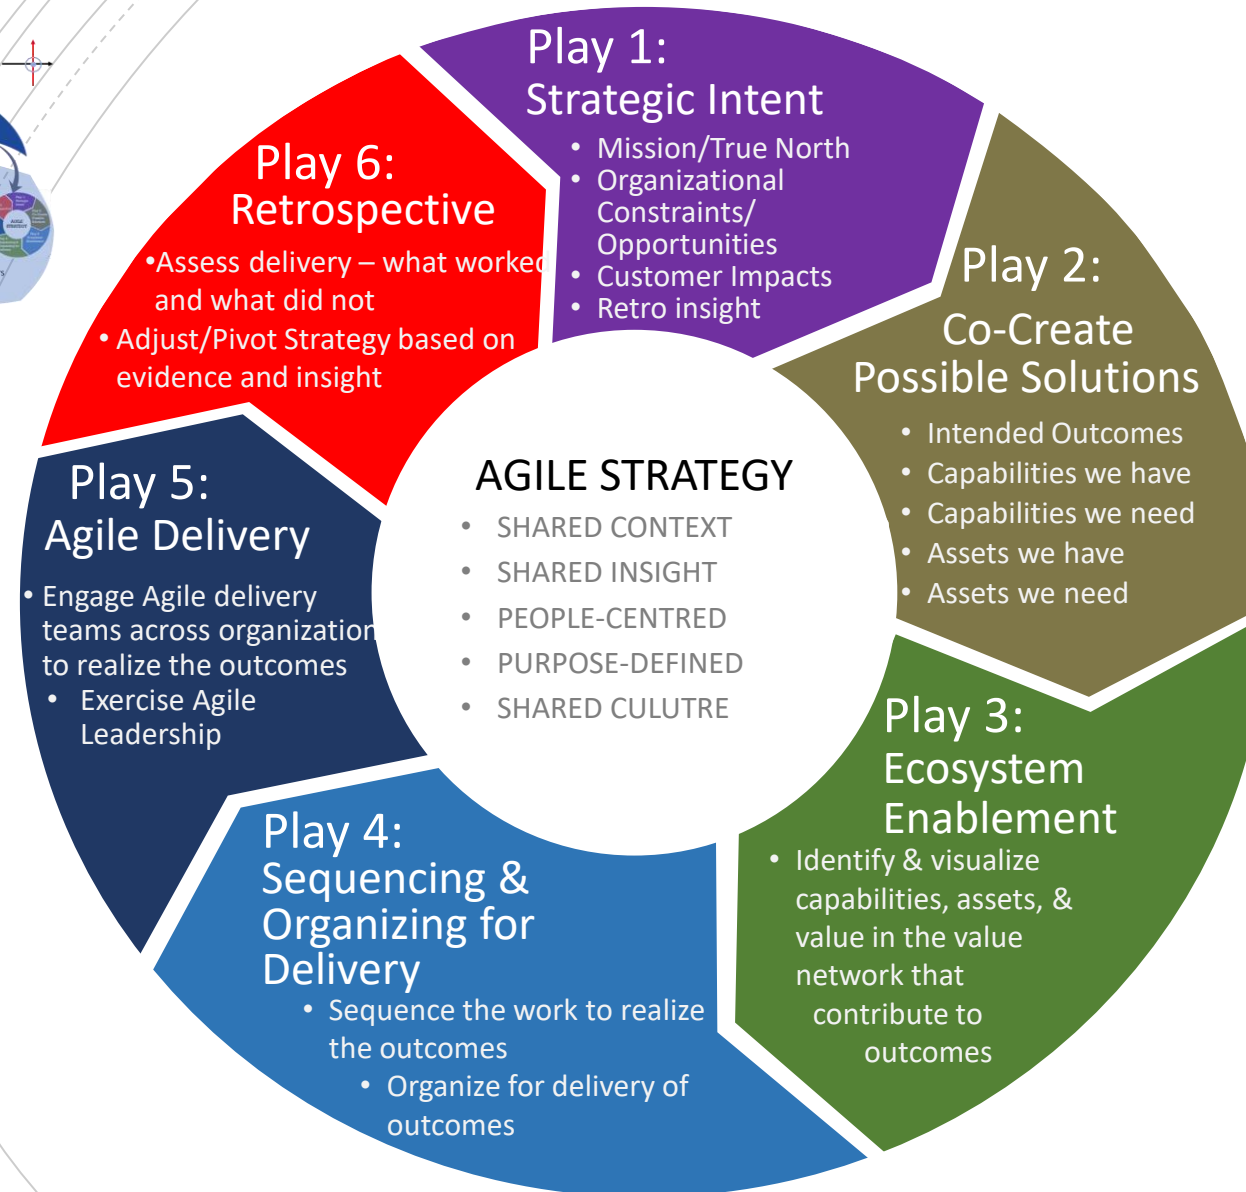 Play 1:
Strategic Intent
• Mission/True North
• Organizational
Constraints/
Opportunities
• Customer Impacts
• Retro insight
Play 2:
Co-Create
Possible Solutions
• Intended Outcomes
• Capabilities we have
• Capabilities we need
• Assets we have
• Assets we need
Play 3:
Ecosystem
Enablement
• Identify & visualize
capabilities, assets, &
value in the value
network that
contribute to
outcomes
Play 4:
Sequencing &
Organizing for
Delivery
• Sequence the work to realize
the outcomes
• Organize for delivery of
outcomes
Play 5:
Agile Delivery
• Engage Agile delivery
teams across organization
to realize the outcomes
• Exercise Agile
Leadership
Play 6:
Retrospective
•Assess delivery – what worked
and what did not
• Adjust/Pivot Strategy based on
evidence and insight
AGILE STRATEGY
• SHARED CONTEXT
• SHARED INSIGHT
• PEOPLE-CENTRED
• PURPOSE-DEFINED
• SHARED CULUTRE